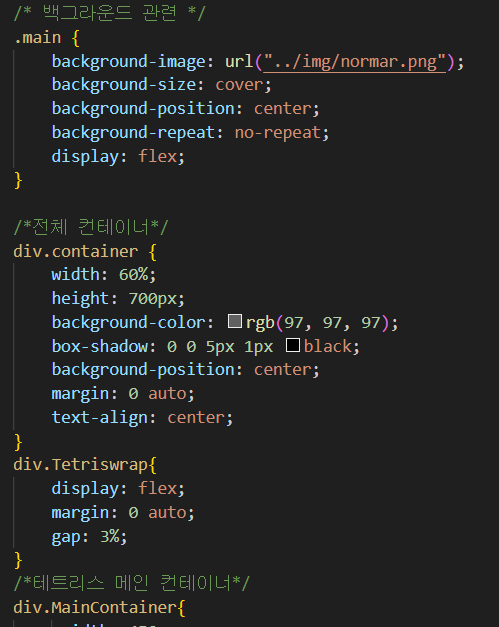 /* 백그라운드 관련 */
.main {
background-image: url("../img/normar.png");
background-size: cover;
background-position: center;
background-repeat: no-repeat;
display: flex;
}
/*전체 컨테이너*/
div.container {
width: 60%;
height: 700px;
background-color: rgb(97, 97, 97);
box-shadow: 0 0 5px 1px black;
background-position: center;
margin: 0 auto;
text-align: center;
}
div.Tetriswrap{
display: flex;
margin: 0 auto;
gap: 3%;
}
/*테트리스 메인 컨테이너*/
div.MainContainer{